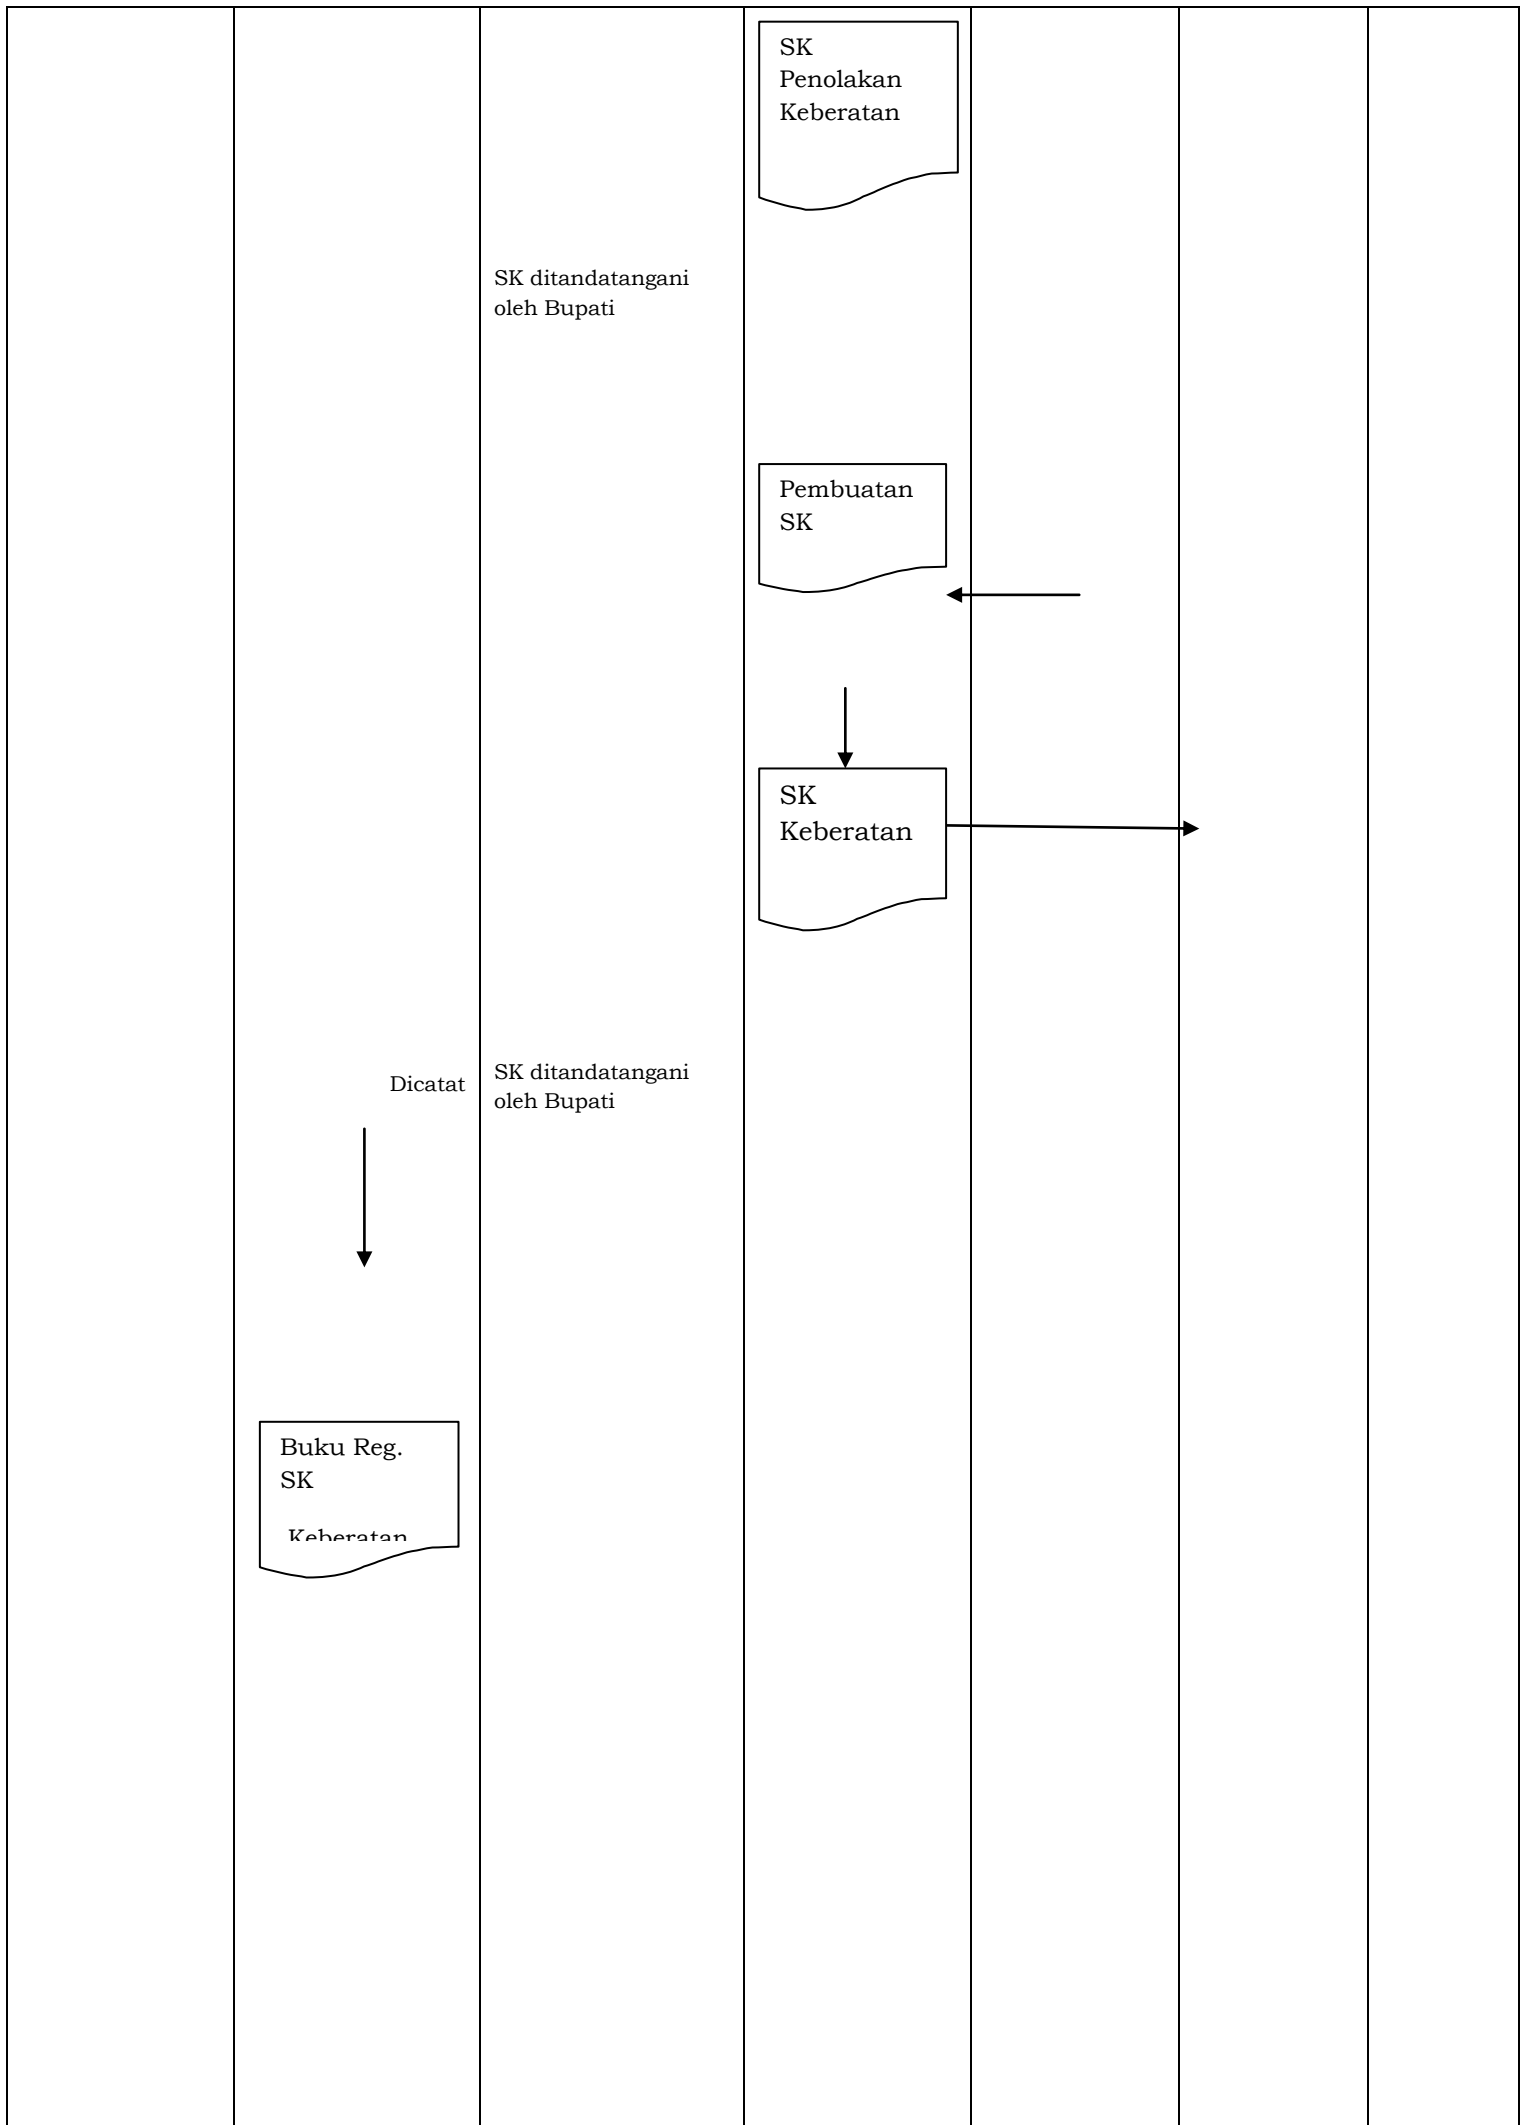 SK
Penolakan
Keberatan
SK ditandatangani
oleh Bupati
Pembuatan
SK
SK
Keberatan
Dicatat
SK ditandatangani
oleh Bupati
Buku Reg.
SK
Keberatan